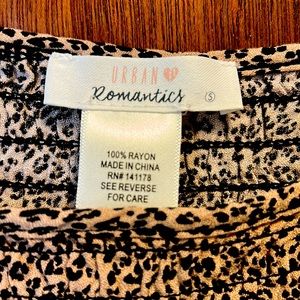 URBAN
Romantics
S
100% RAYON
MADE IN CHINA
RN# 141178
SEE REVERSE
FOR CARE